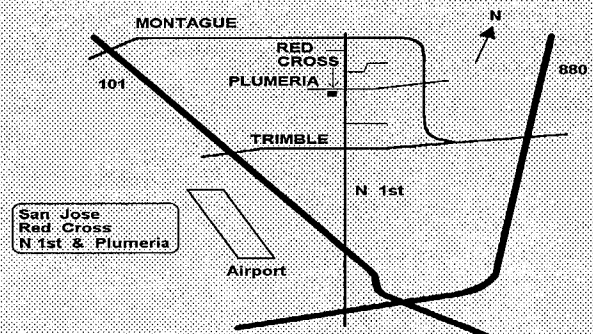 N
MONTAGUE
RED
CROSS
880
PLUMERIA
101
TRIMBLE
N 1st
San Jose
Red Cross
N 1st & Plumeria
Airport